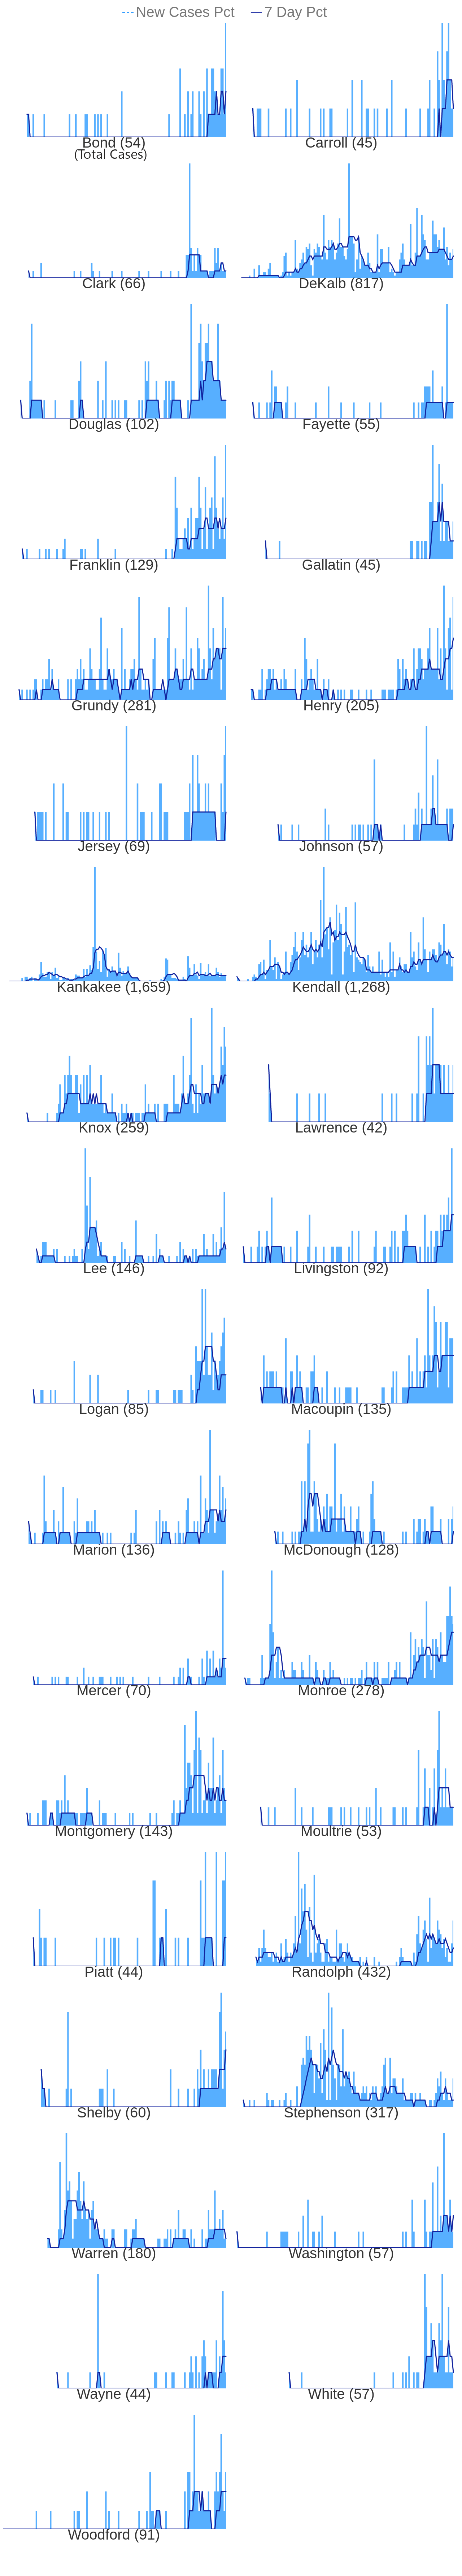 New Cases Pct 7 Day Pct
Bond (54) Carroll (45)
(Total Cases)
Clark (66) DeKalb (817)
Douglas (102) Fayette (55)
Franklin (129) Gallatin (45)
Grundy (281) Henry (205)
Jersey (69) Johnson (57)
Kankakee (1,659) Kendall (1,268)
Knox (259) Lawrence (42)
Lee (146) Livingston (92)
Logan (85) Macoupin (135)
Marion (136) McDonough (128)
Mercer (70) Monroe (278)
Montgomery (143) Moultrie (53)
Piatt (44) Randolph (432)
Shelby (60) Stephenson (317)
Warren (180) Washington (57)
Wayne (44) White (57)
Woodford (91)